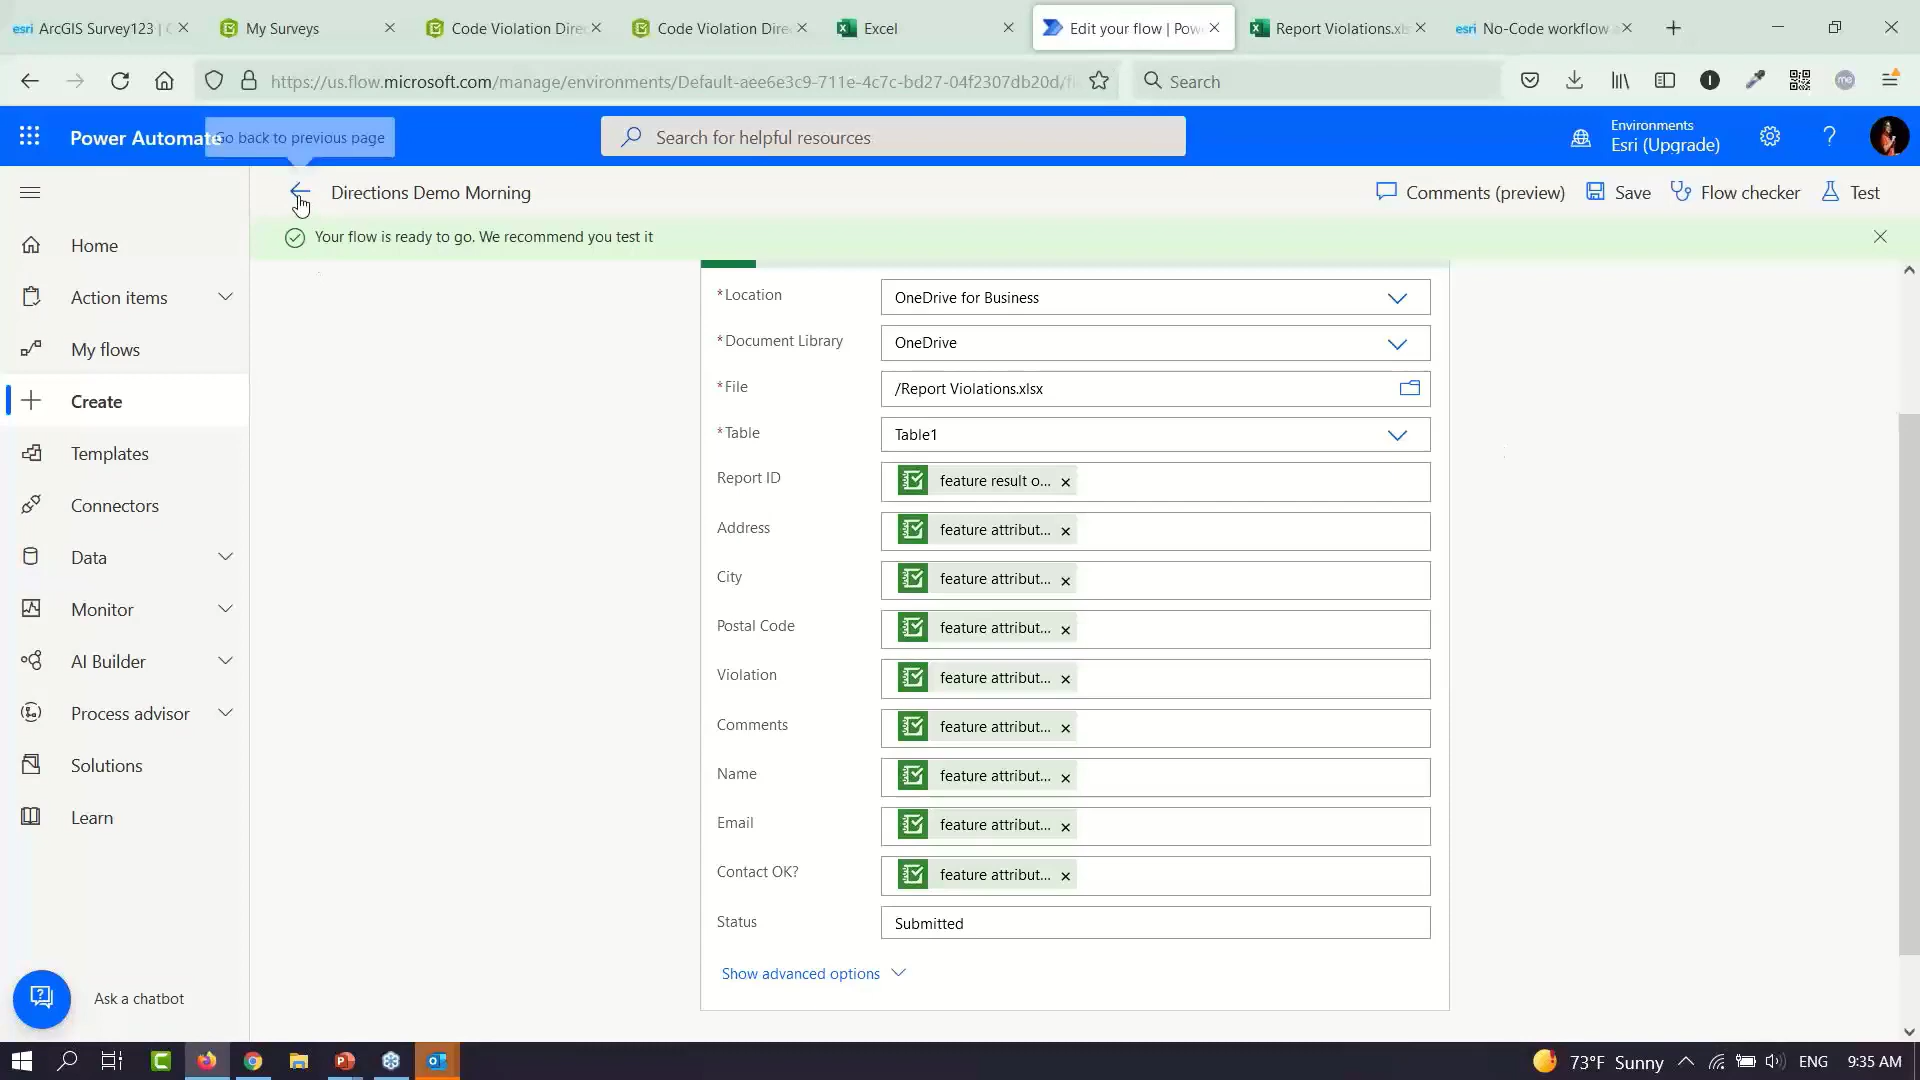 esri ArcGIS Survey123 |
My Surveys
Code Violation Dire
Code Violation Dire
Excel
Edit your flow | Pow
Report Violations.xls
esri No-Code workflow
https://us.flow.microsoft.com/manage/environments/Default-aee6e3c9-711e-4c7c-bd27-04f2307db20d/f
Search
Power Automate
Go back to previous page
Search for helpful resources
Environments
Esri (Upgrade)
Directions Demo Morning
Comments (preview)
Save
Flow checker
Test
Your flow is ready to go. We recommend you test it
Home
Action items
My flows
Create
Templates
Connectors
Data
Monitor
AI Builder
Process advisor
Solutions
Learn
Ask a chatbot
*Location OneDrive for Business
*Document Library OneDrive
*File /Report Violations.xlsx
*Table Table1
Report ID feature result o... ×
Address feature attribut... ×
City feature attribut... ×
Postal Code feature attribut... ×
Violation feature attribut... ×
Comments feature attribut... ×
Name feature attribut... ×
Email feature attribut... ×
Contact OK? feature attribut... ×
Status Submitted
Show advanced options
73°F Sunny
ENG
9:35 AM